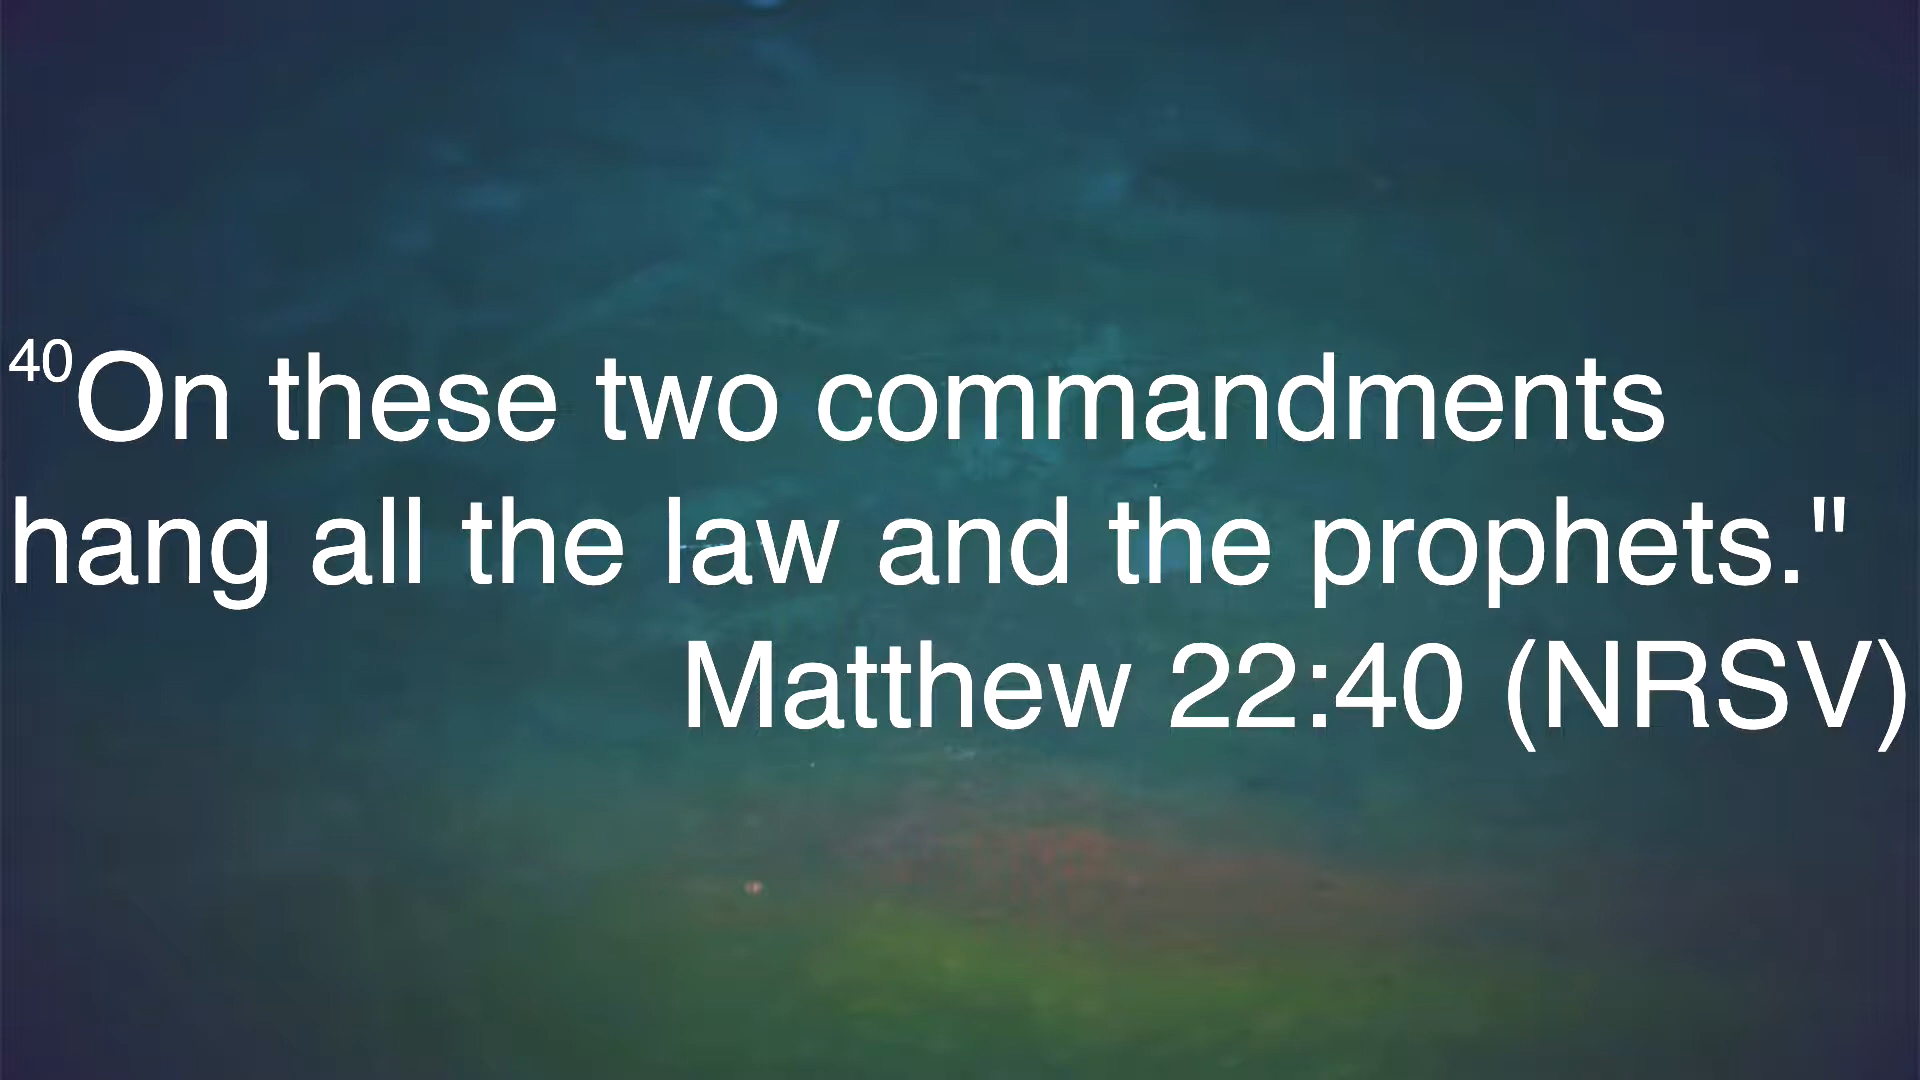 40On these two commandments
hang all the law and the prophets."
Matthew 22:40 (NRSV)